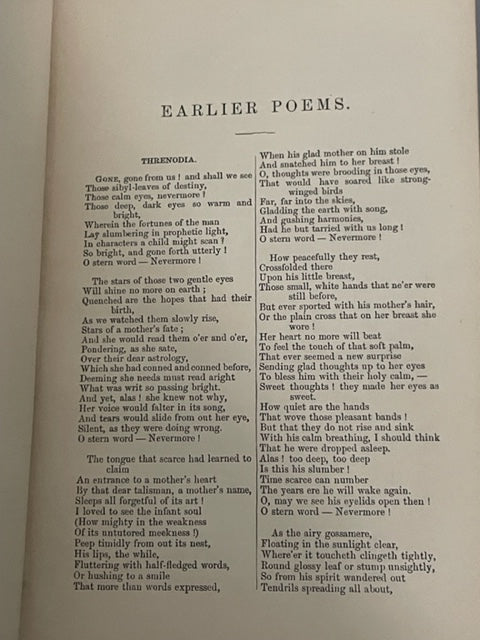 EARLIER POEMS.
THRENODIA.
GONE, gone from us! and shall we see
Those sibyl-leaves of destiny,
Those calm eyes, nevermore?
Those deep, dark eyes so warm and
bright,
Wherein the fortunes of the man
Lay slumbering in prophetic light,
In characters a child might scan?
So bright, and gone forth utterly!
O stern word — Nevermore!
The stars of those two gentle eyes
Will shine no more on earth;
Quenched are the hopes that had their
birth,
As we watched them slowly rise,
Stars of a mother's fate;
And she would read them o'er and o'er,
Pondering, as she sate,
Over their dear astrology,
Which she had conned and conned before,
Deeming she needs must read aright
What was writ so passing bright.
And yet, alas! she knew not why,
Her voice would falter in its song,
And tears would slide from out her eye,
Silent, as they were doing wrong.
O stern word — Nevermore!
The tongue that scarce had learned to
claim
An entrance to a mother's heart
By that dear talisman, a mother's name,
Sleeps all forgetful of its art!
I loved to see the infant soul
(How mighty in the weakness
Of its untutored meekness!)
Peep timidly from out its nest,
His lips, the while,
Fluttering with half-fledged words,
Or hushing to a smile
That more than words expressed,
When his glad mother on him stole
And snatched him to her breast!
O, thoughts were brooding in those eyes,
That would have soared like strong-
winged birds
Far, far into the skies,
Gladding the earth with song,
And gushing harmonies,
Had he but tarried with us long!
O stern word — Nevermore!
How peacefully they rest,
Crossfolded there
Upon his little breast,
Those small, white hands that ne'er were
still before,
But ever sported with his mother's hair,
Or the plain cross that on her breast she
wore!
Her heart no more will beat
To feel the touch of that soft palm,
That ever seemed a new surprise
Sending glad thoughts up to her eyes
To bless him with their holy calm, —
Sweet thoughts! they made her eyes as
sweet.
How quiet are the hands
That wove those pleasant bands!
But that they do not rise and sink
With his calm breathing, I should think
That he were dropped asleep.
Alas! too deep, too deep
Is this his slumber!
Time scarce can number
The years ere he will wake again.
O, may we see his eyelids open then!
O stern word — Nevermore!
As the airy gossamere,
Floating in the sunlight clear,
Where'er it toucheth clingeth tightly,
Round glossy leaf or stump unsightly,
So from his spirit wandered out
Tendrils spreading all about,